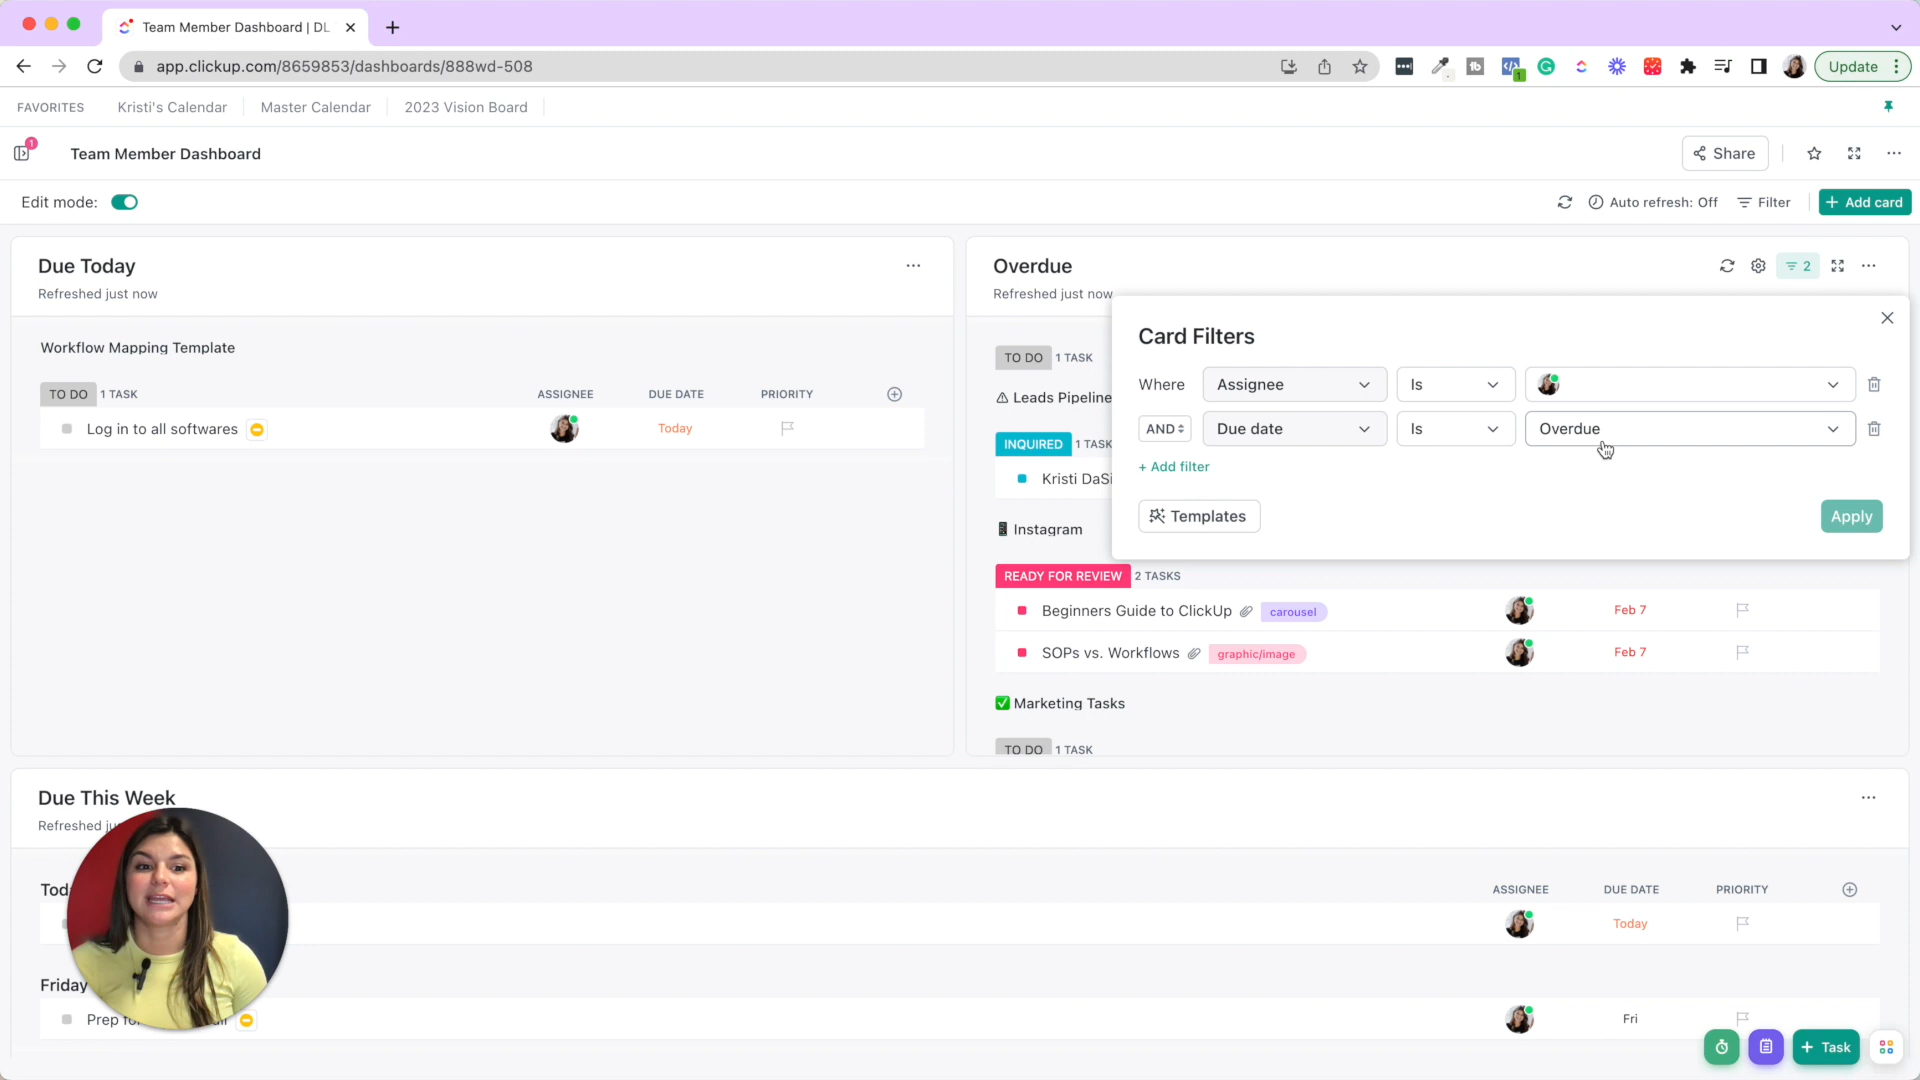 Team Member Dashboard | DL
app.clickup.com/8659853/dashboards/888wd-508
1
Update
FAVORITES
Kristi's Calendar
Master Calendar
2023 Vision Board
1
Team Member Dashboard
Share
Edit mode:
Auto refresh: Off
Filter
+ Add card
Due Today
Refreshed just now
Workflow Mapping Template
TO DO 1 TASK ASSIGNEE DUE DATE PRIORITY
Log in to all softwares Today
Overdue
2
Refreshed just now
TO DO 1 TASK
Leads Pipeline
INQUIRED 1 TASK
Kristi DaSi
Instagram
READY FOR REVIEW 2 TASKS
Beginners Guide to ClickUp carousel Feb 7
SOPs vs. Workflows graphic/image Feb 7
Marketing Tasks
TO DO 1 TASK
Card Filters
Where Assignee Is
AND Due date Is Overdue
+ Add filter
Templates
Apply
Due This Week
Refreshed ju
Tod ASSIGNEE DUE DATE PRIORITY
Today
Friday
Prep Fri
+ Task